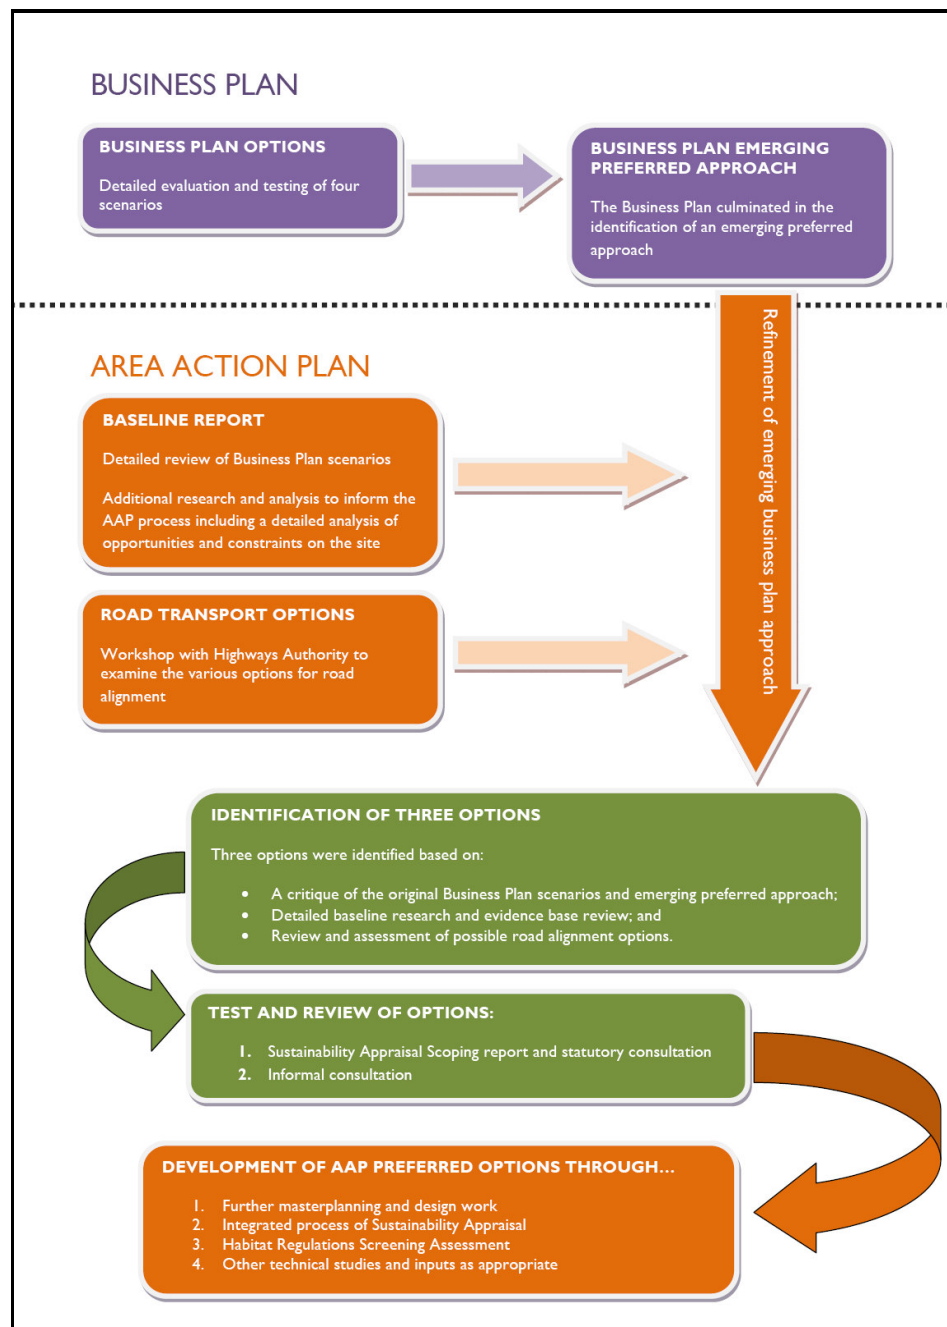 BUSINESS PLAN
BUSINESS PLAN OPTIONS
Detailed evaluation and testing of four
scenarios
BUSINESS PLAN EMERGING
PREFERRED APPROACH
The Business Plan culminated in the
identification of an emerging preferred
approach
Refinement of emerging business plan approach
AREA ACTION PLAN
BASELINE REPORT
Detailed review of Business Plan scenarios
Additional research and analysis to inform the
AAP process including a detailed analysis of
opportunities and constraints on the site
ROAD TRANSPORT OPTIONS
Workshop with Highways Authority to
examine the various options for road
alignment
IDENTIFICATION OF THREE OPTIONS
Three options were identified based on:
• A critique of the original Business Plan scenarios and emerging preferred approach;
• Detailed baseline research and evidence base review; and
• Review and assessment of possible road alignment options.
TEST AND REVIEW OF OPTIONS:
1. Sustainability Appraisal Scoping report and statutory consultation
2. Informal consultation
DEVELOPMENT OF AAP PREFERRED OPTIONS THROUGH...
1. Further masterplanning and design work
2. Integrated process of Sustainability Appraisal
3. Habitat Regulations Screening Assessment
4. Other technical studies and inputs as appropriate